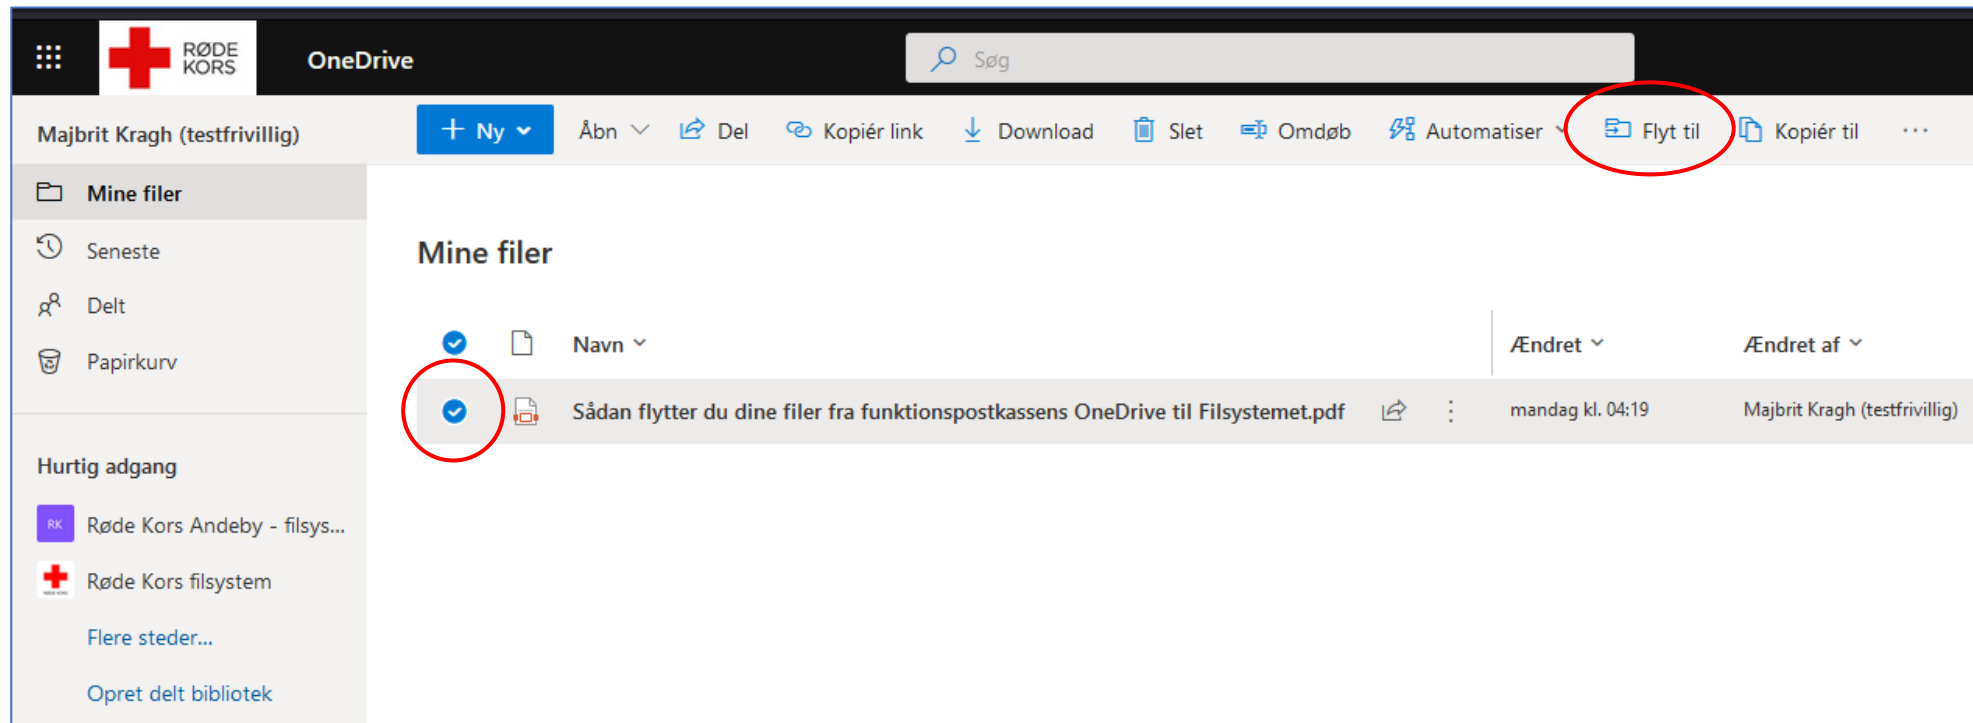 RØDE
KORS
OneDrive
Søg
Majbrit Kragh (testfrivillig)
Ny
Åbn
Del
Kopiér link
Download
Slet
Omdøb
Automatiser
Flyt til
Kopiér til
Mine filer
Seneste
Delt
Papirkurv
Hurtig adgang
RK
Røde Kors Andeby - filsys...
Røde Kors filsystem
Flere steder...
Opret delt bibliotek
Mine filer
Navn
Ændret
Ændret af
Sådan flytter du dine filer fra funktionspostkassens OneDrive til Filsystemet.pdf
mandag kl. 04:19
Majbrit Kragh (testfrivillig)